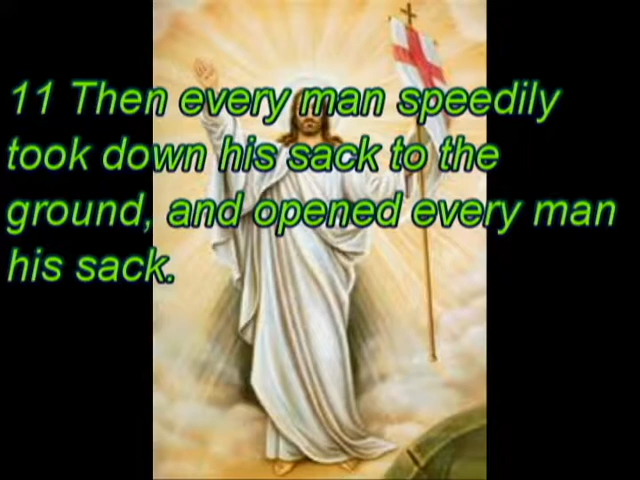 11 Then every man speedily
took down his sack to the
ground, and opened every man
his sack.